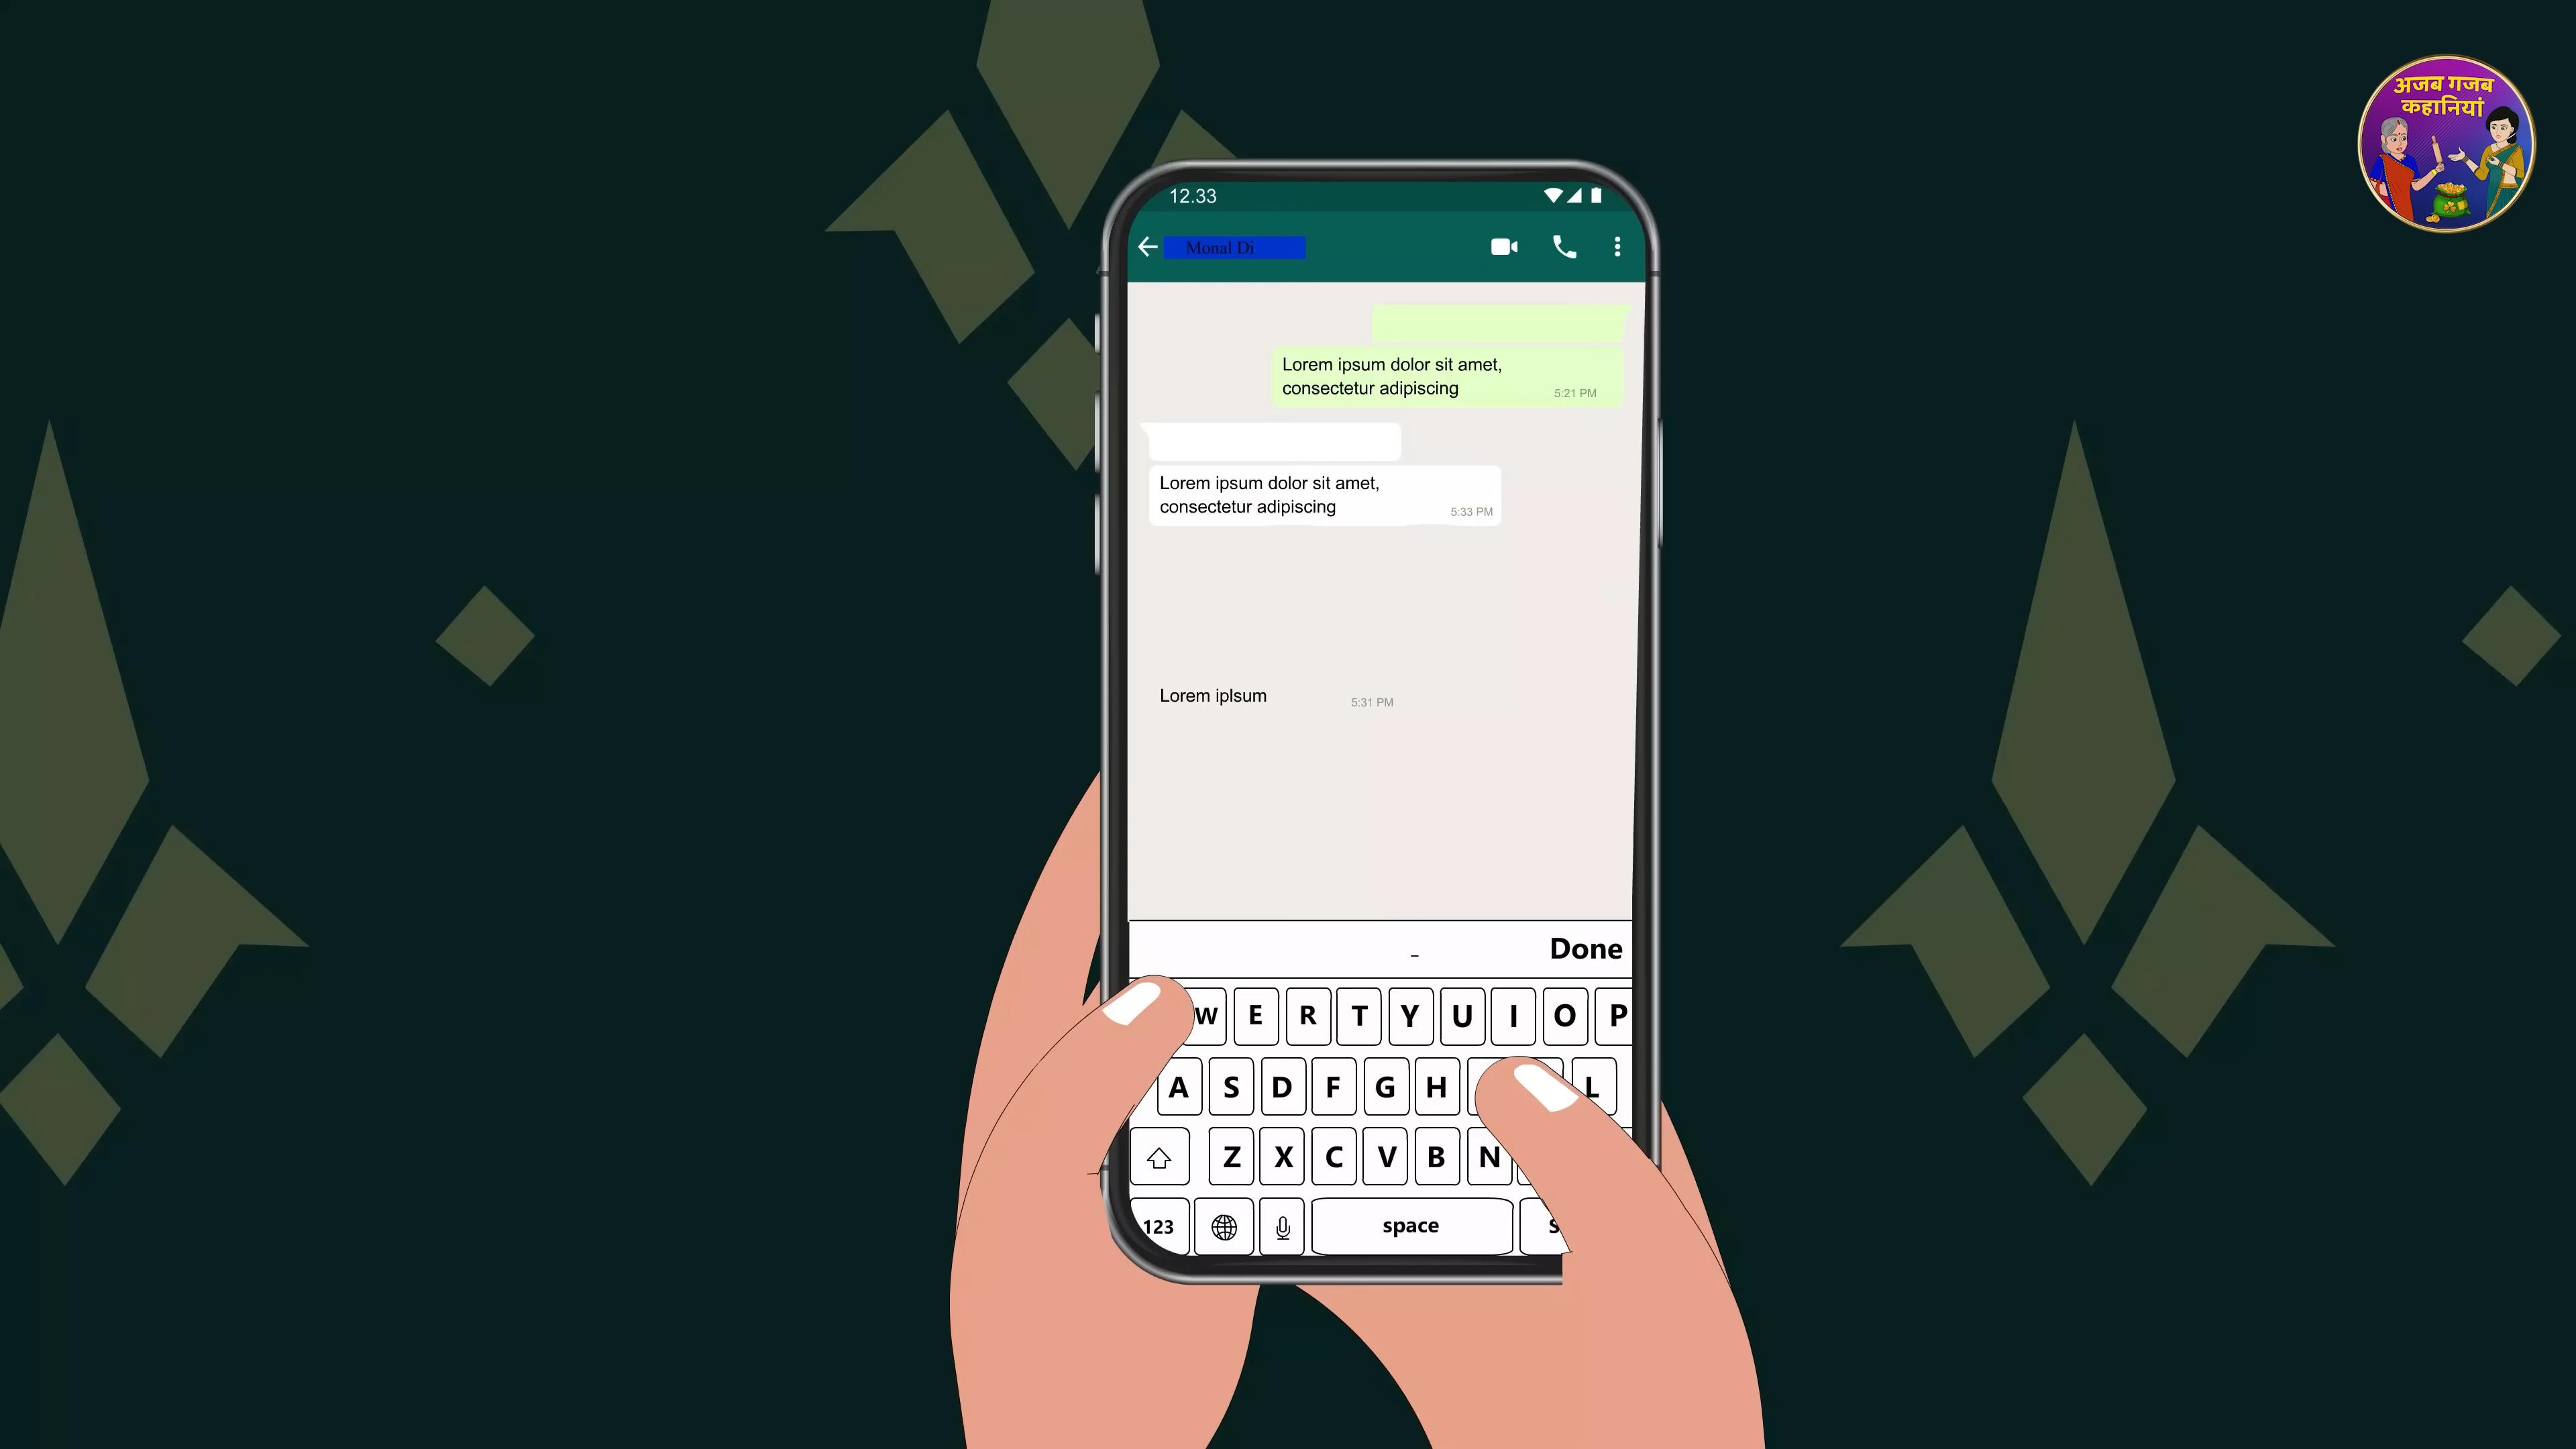 अजब गजब
कहानियां
12.33
Monal Di
Lorem ipsum dolor sit amet,
consectetur adipiscing
5:21 PM
Lorem ipsum dolor sit amet,
consectetur adipiscing
5:33 PM
Lorem iplsum
5:31 PM
Done
W E R T Y U I O P
A S D F G H L
Z X C V B N
123 space S